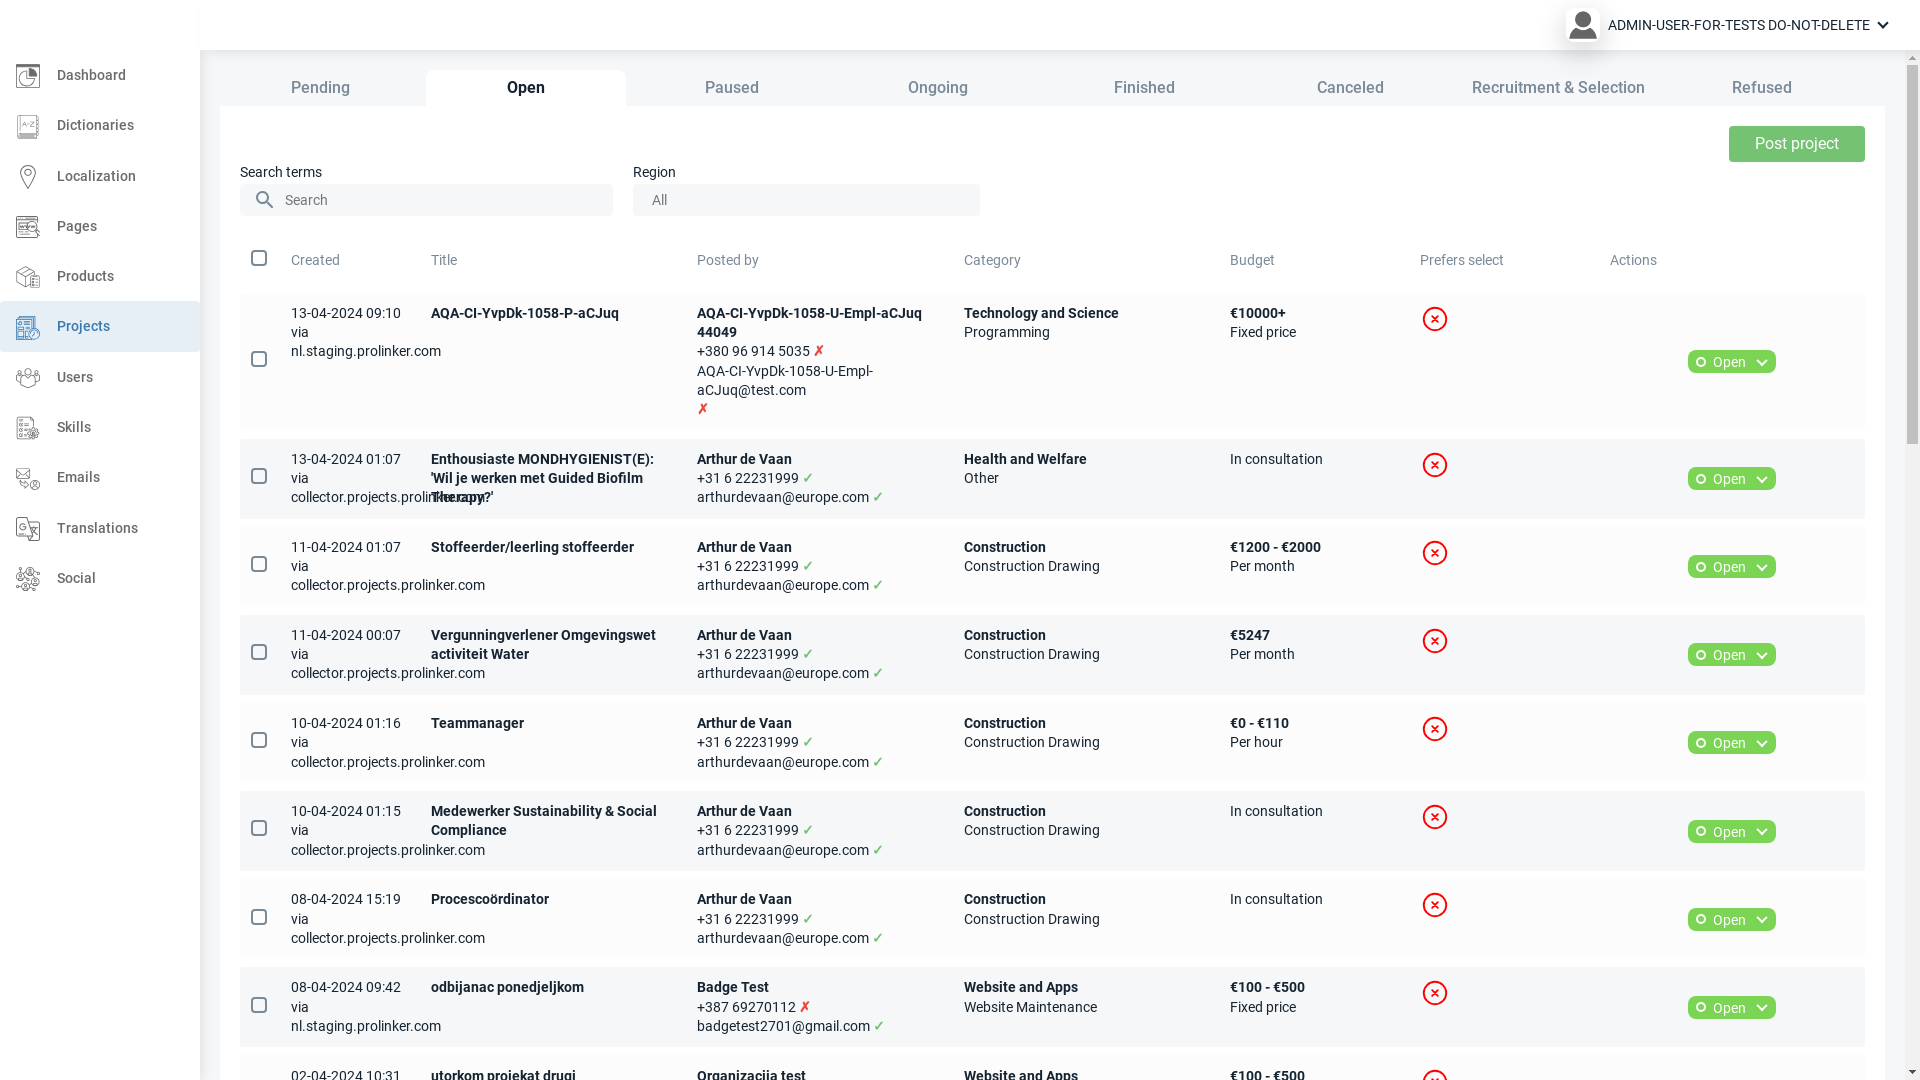 ADMIN-USER-FOR-TESTS DO-NOT-DELETE
Dashboard
Dictionaries
Localization
Pages
Products
Projects
Users
Skills
Emails
Translations
Social
Pending
Open
Paused
Ongoing
Finished
Canceled
Recruitment & Selection
Refused
Post project
Search terms
Region
Search
All
Created
Title
Posted by
Category
Budget
Prefers select
Actions
13-04-2024 09:10
via
nl.staging.prolinker.com
AQA-CI-YvpDk-1058-P-aCJuq
AQA-CI-YvpDk-1058-U-Empl-aCJuq
44049
+380 96 914 5035 ✗
AQA-CI-YvpDk-1058-U-Empl-
aCJuq@test.com
✗
Technology and Science
Programming
€10000+
Fixed price
Open
13-04-2024 01:07
via
collector.projects.prolinker.com
Enthousiaste MONDHYGIENIST(E):
'Wil je werken met Guided Biofilm
Therapy?'
Arthur de Vaan
+31 6 22231999 ✓
arthurdevaan@europe.com ✓
Health and Welfare
Other
In consultation
Open
11-04-2024 01:07
via
collector.projects.prolinker.com
Stoffeerder/leerling stoffeerder
Arthur de Vaan
+31 6 22231999 ✓
arthurdevaan@europe.com ✓
Construction
Construction Drawing
€1200 - €2000
Per month
Open
11-04-2024 00:07
via
collector.projects.prolinker.com
Vergunningverlener Omgevingswet
activiteit Water
Arthur de Vaan
+31 6 22231999 ✓
arthurdevaan@europe.com ✓
Construction
Construction Drawing
€5247
Per month
Open
10-04-2024 01:16
via
collector.projects.prolinker.com
Teammanager
Arthur de Vaan
+31 6 22231999 ✓
arthurdevaan@europe.com ✓
Construction
Construction Drawing
€0 - €110
Per hour
Open
10-04-2024 01:15
via
collector.projects.prolinker.com
Medewerker Sustainability & Social
Compliance
Arthur de Vaan
+31 6 22231999 ✓
arthurdevaan@europe.com ✓
Construction
Construction Drawing
In consultation
Open
08-04-2024 15:19
via
collector.projects.prolinker.com
Procescoördinator
Arthur de Vaan
+31 6 22231999 ✓
arthurdevaan@europe.com ✓
Construction
Construction Drawing
In consultation
Open
08-04-2024 09:42
via
nl.staging.prolinker.com
odbijanac ponedjeljkom
Badge Test
+387 69270112 ✗
badgetest2701@gmail.com ✓
Website and Apps
Website Maintenance
€100 - €500
Fixed price
Open
02-04-2024 10:31
utorkom projekat drugi
Organizacija test
Website and Apps
€100 - €500